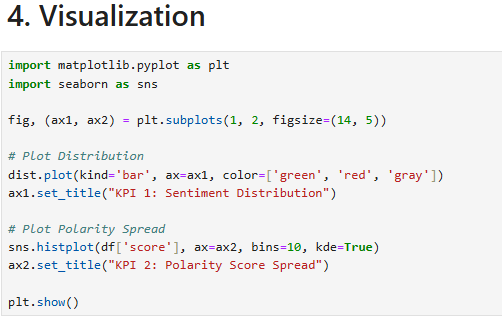 4. Visualization
import matplotlib.pyplot as plt
import seaborn as sns
fig, (ax1, ax2) = plt.subplots(1, 2, figsize=(14, 5))
# Plot Distribution
dist.plot(kind='bar', ax=ax1, color=['green', 'red', 'gray'])
ax1.set_title("KPI 1: Sentiment Distribution")
# Plot Polarity Spread
sns.histplot(df['score'], ax=ax2, bins=10, kde=True)
ax2.set_title("KPI 2: Polarity Score Spread")
plt.show()